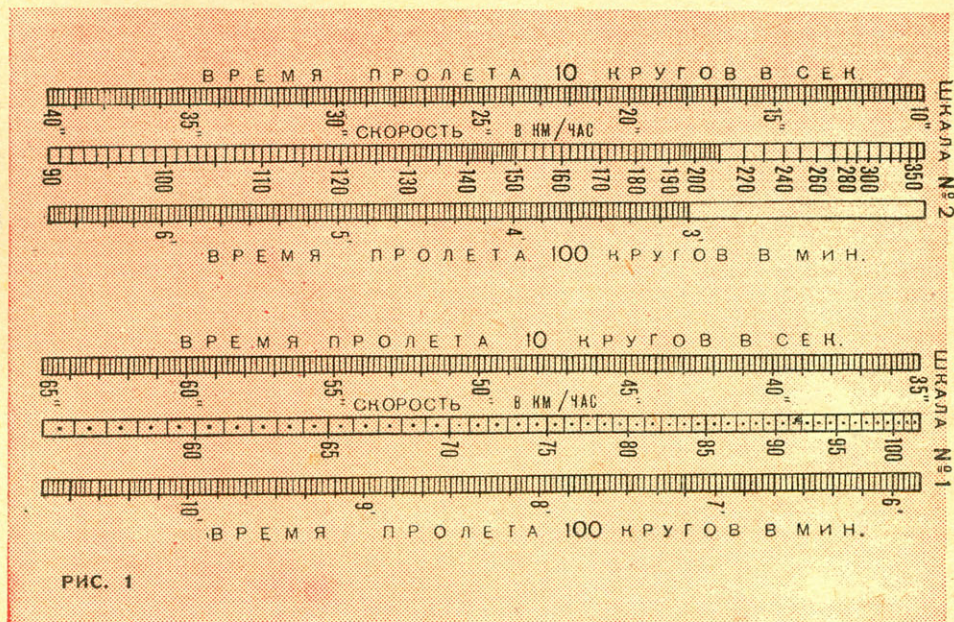 ВРЕМЯ ПРОЛЕТА 10 КРУГОВ В СЕК.
40" 35" 30" 25" 20" 15" 10"
СКОРОСТЬ В КМ/ЧАС
90 100 110 120 130 140 150 160 170 180 190 200 220 240 260 280 300 350
6' 5' 4' 3'
ВРЕМЯ ПРОЛЕТА 100 КРУГОВ В МИН.
ШКАЛА №2
ВРЕМЯ ПРОЛЕТА 10 КРУГОВ В СЕК.
65" 60" 55" 50" 45" 40" 35"
СКОРОСТЬ В КМ/ЧАС
60 65 70 75 80 85 90 95 100
10' 9' 8' 7' 6'
ВРЕМЯ ПРОЛЕТА 100 КРУГОВ В МИН.
ШКАЛА №1
РИС. 1